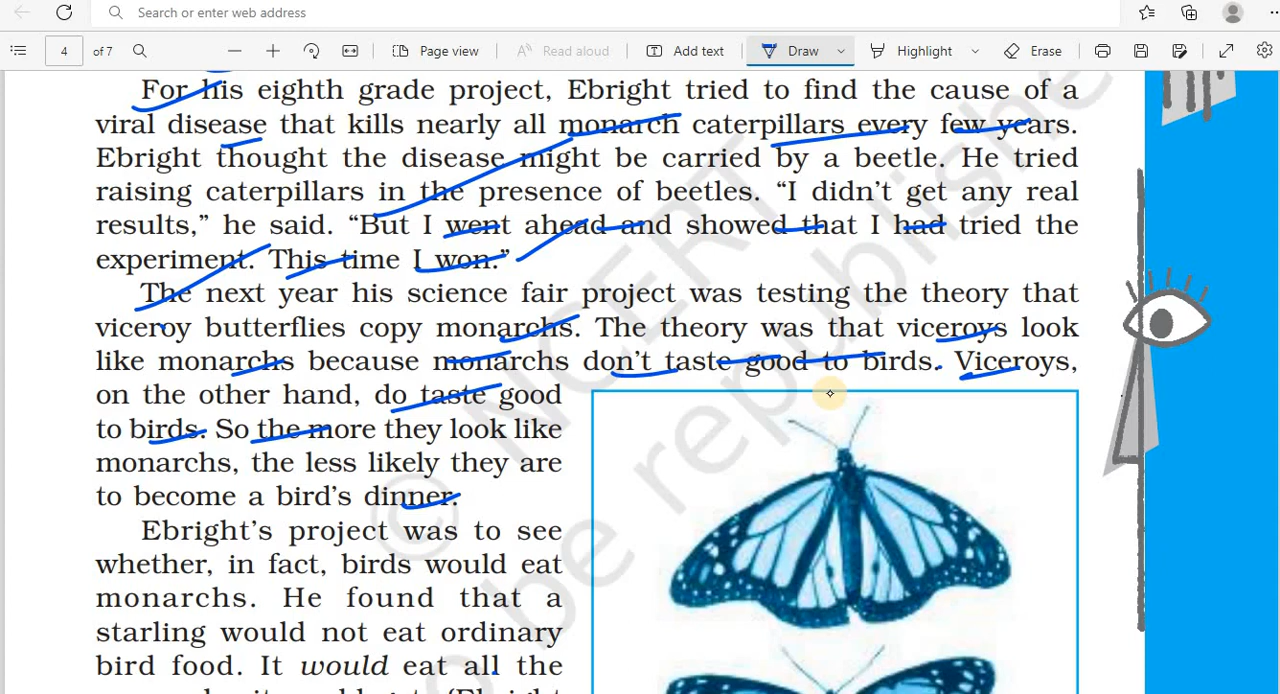 Search or enter web address
4 of 7 Page view Read aloud Add text Draw Highlight Erase
For his eighth grade project, Ebright tried to find the cause of a
viral disease that kills nearly all monarch caterpillars every few years.
Ebright thought the disease might be carried by a beetle. He tried
raising caterpillars in the presence of beetles. “I didn’t get any real
results,” he said. “But I went ahead and showed that I had tried the
experiment. This time I won.”
The next year his science fair project was testing the theory that
viceroy butterflies copy monarchs. The theory was that viceroys look
like monarchs because monarchs don’t taste good to birds. Viceroys,
on the other hand, do taste good
to birds. So the more they look like
monarchs, the less likely they are
to become a bird’s dinner.
Ebright’s project was to see
whether, in fact, birds would eat
monarchs. He found that a
starling would not eat ordinary
bird food. It would eat all the
© NCERT
be republishe